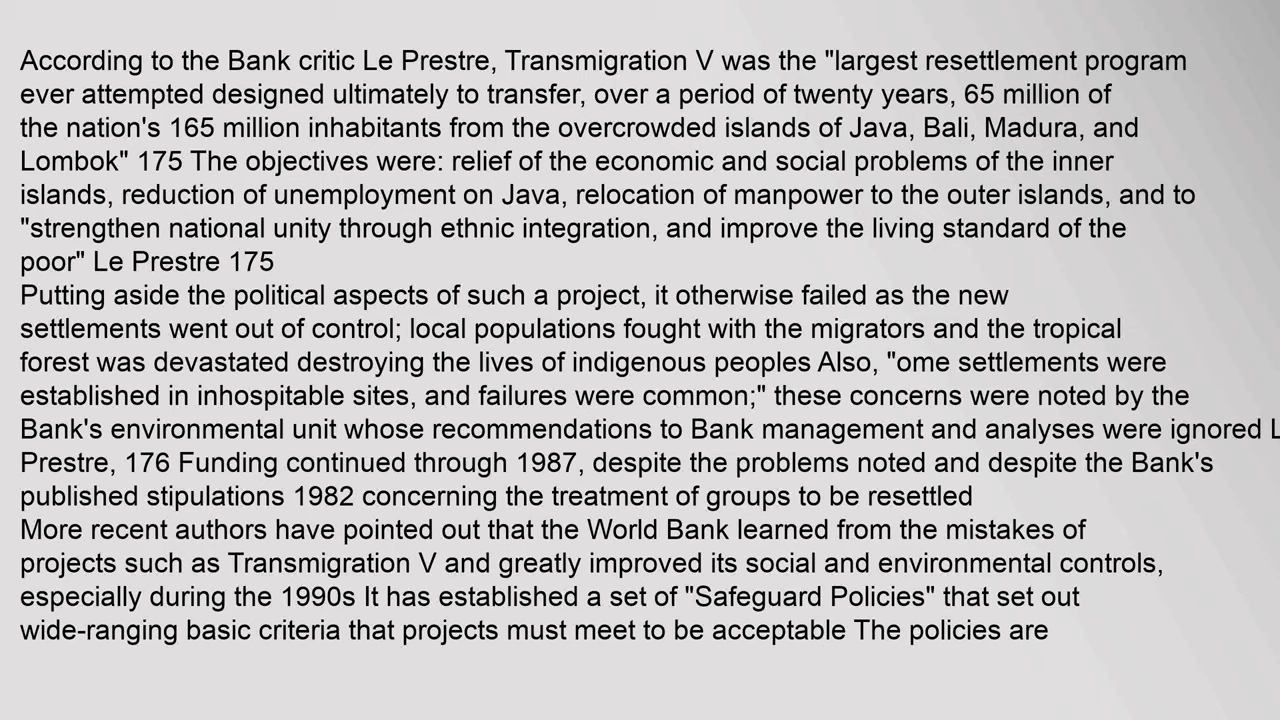 According to the Bank critic Le Prestre, Transmigration V was the "largest resettlement program
ever attempted designed ultimately to transfer, over a period of twenty years, 65 million of
the nation's 165 million inhabitants from the overcrowded islands of Java, Bali, Madura, and
Lombok" 175 The objectives were: relief of the economic and social problems of the inner
islands, reduction of unemployment on Java, relocation of manpower to the outer islands, and to
"strengthen national unity through ethnic integration, and improve the living standard of the
poor" Le Prestre 175
Putting aside the political aspects of such a project, it otherwise failed as the new
settlements went out of control; local populations fought with the migrators and the tropical
forest was devastated destroying the lives of indigenous peoples Also, "ome settlements were
established in inhospitable sites, and failures were common;" these concerns were noted by the
Bank's environmental unit whose recommendations to Bank management and analyses were ignored L
Prestre, 176 Funding continued through 1987, despite the problems noted and despite the Bank's
published stipulations 1982 concerning the treatment of groups to be resettled
More recent authors have pointed out that the World Bank learned from the mistakes of
projects such as Transmigration V and greatly improved its social and environmental controls,
especially during the 1990s It has established a set of "Safeguard Policies" that set out
wide-ranging basic criteria that projects must meet to be acceptable The policies are